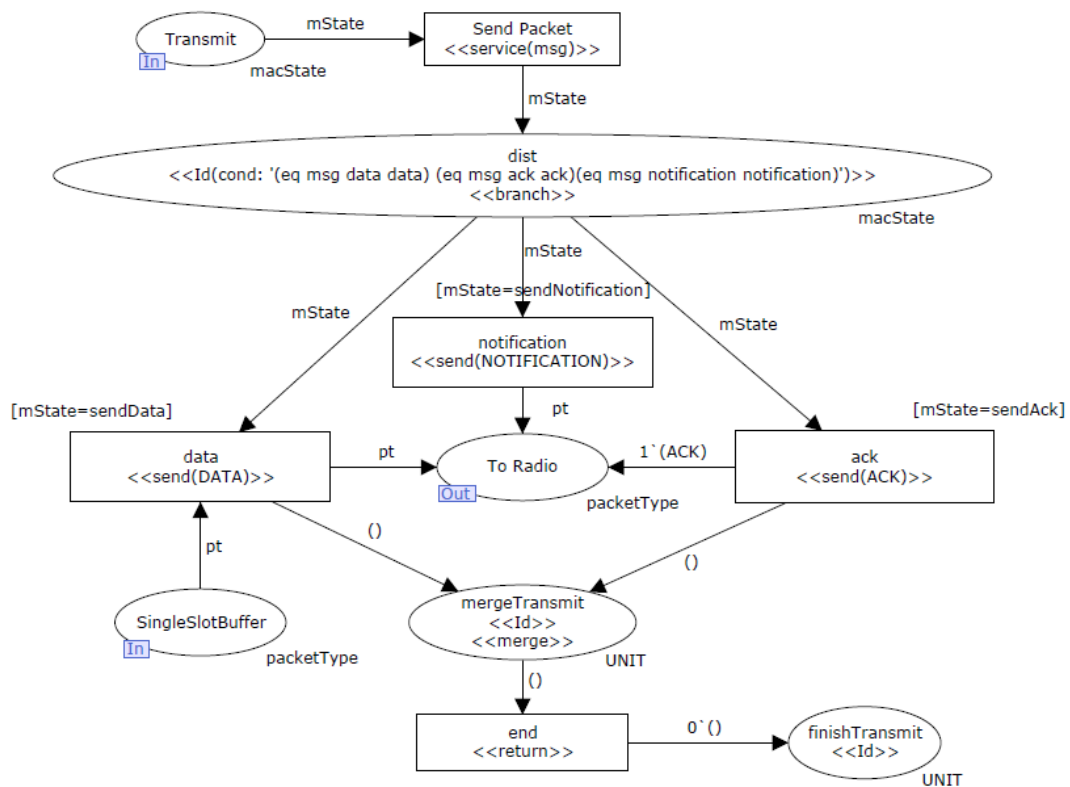 mState
Transmit
In
macState
Send Packet
<<service(msg)>>
mState
dist
<<Id(cond: '(eq msg data data) (eq msg ack ack)(eq msg notification notification)')>>
<<branch>>
macState
mState
[mState=sendNotification]
mState
mState
notification
<<send(NOTIFICATION)>>
[mState=sendData]
pt
[mState=sendAck]
data
<<send(DATA)>>
pt
To Radio
Out
packetType
1`(ACK)
ack
<<send(ACK)>>
()
()
pt
SingleSlotBuffer
In
packetType
mergeTransmit
<<Id>>
<<merge>>
UNIT
()
end
<<return>>
0`()
finishTransmit
<<Id>>
UNIT